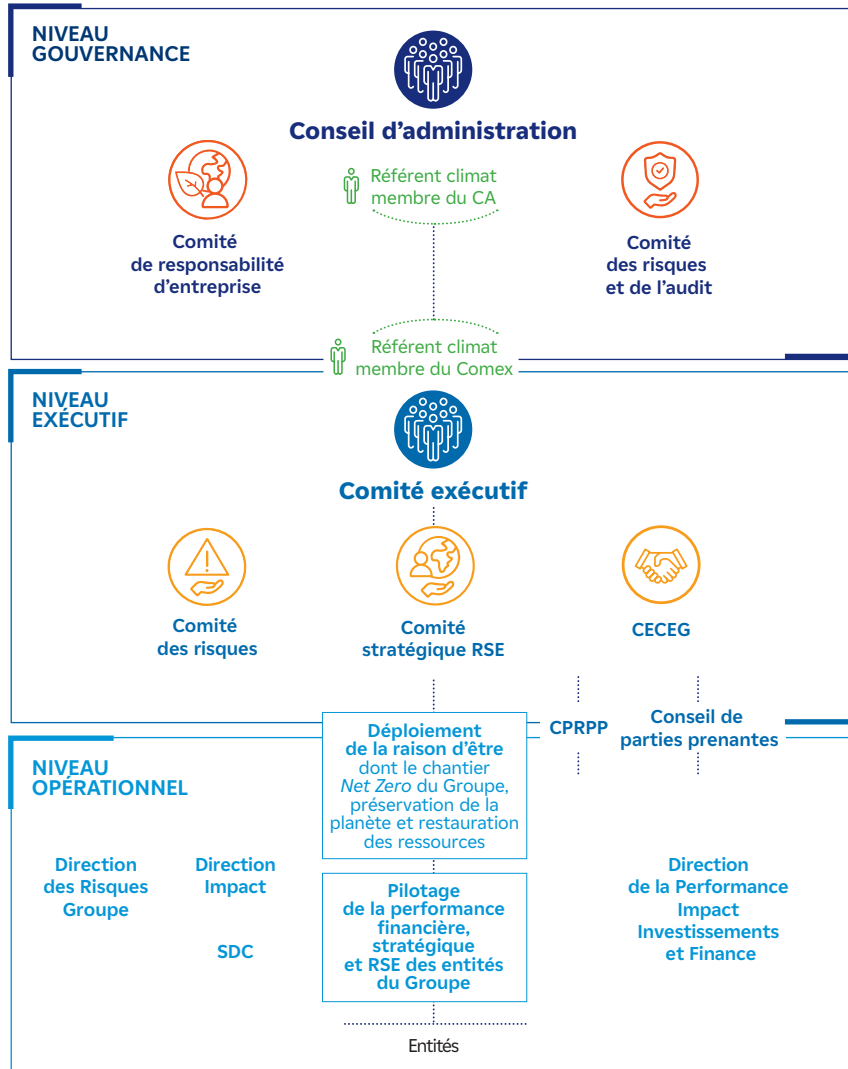 NIVEAU
GOUVERNANCE
Conseil d’administration
Référent climat
membre du CA
Comité
de responsabilité
d’entreprise
Comité
des risques
et de l’audit
Référent climat
membre du Comex
NIVEAU
EXÉCUTIF
Comité exécutif
Comité
des risques
Comité
stratégique RSE
CECEG
CPRPP
Conseil de
parties prenantes
NIVEAU
OPÉRATIONNEL
Déploiement
de la raison d’être
dont le chantier
Net Zero du Groupe,
préservation de la
planète et restauration
des ressources
Direction
des Risques
Groupe
Direction
Impact
SDC
Pilotage
de la performance
financière,
stratégique
et RSE des entités
du Groupe
Direction
de la Performance
Impact
Investissements
et Finance
Entités